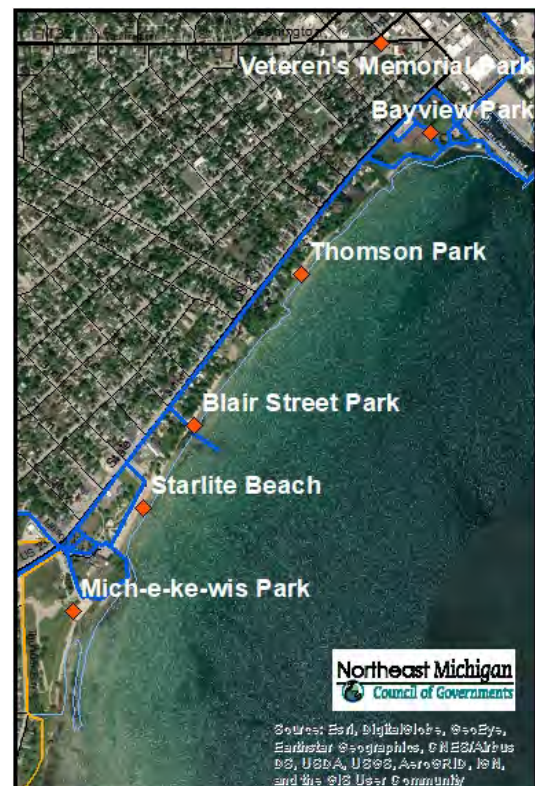 Washington
Veteren's Memorial Park
Bayview Park
Thomson Park
Blair Street Park
Starlite Beach
US
Mich-e-ke-wis Park
Northeast Michigan
Council of Governments
Source: Esri, DigitalGlobe, GeoEye,
Earthstar Geographics, CNES/Airbus
DS, USDA, USGS, AeroGRID, IGN,
and the GIS User Community